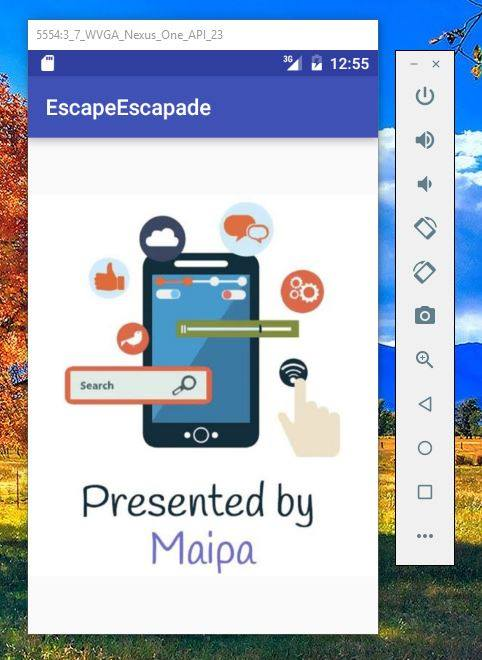 5554:3_7_WVGA_Nexus_One_API_23
3G
12:55
EscapeEscapade
Search
Presented by
Maipa